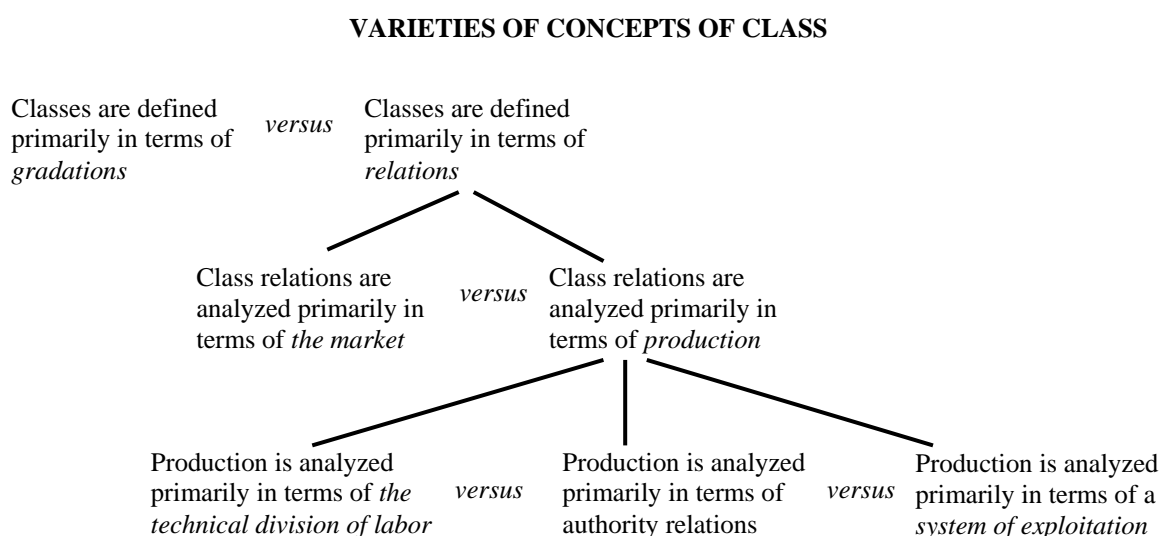 VARIETIES OF CONCEPTS OF CLASS
Classes are defined
primarily in terms of
gradations
versus
Classes are defined
primarily in terms of
relations
Class relations are
analyzed primarily in
terms of the market
versus
Class relations are
analyzed primarily in
terms of production
Production is analyzed
primarily in terms of the
technical division of labor
versus
Production is analyzed
primarily in terms of
authority relations
versus
Production is analyzed
primarily in terms of a
system of exploitation